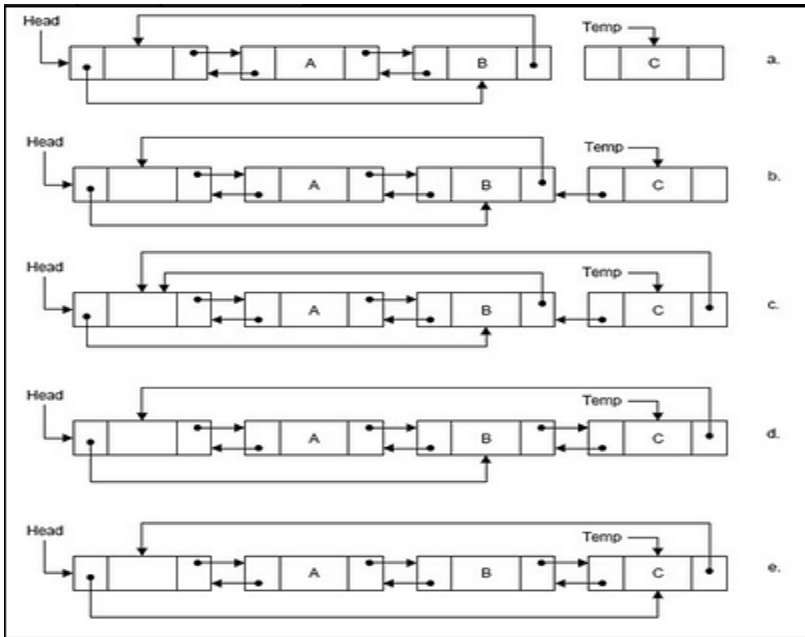 Head
Temp
A B C a.
Head
Temp
A B C b.
Head
Temp
A B C c.
Head
Temp
A B C d.
Head
Temp
A B C e.